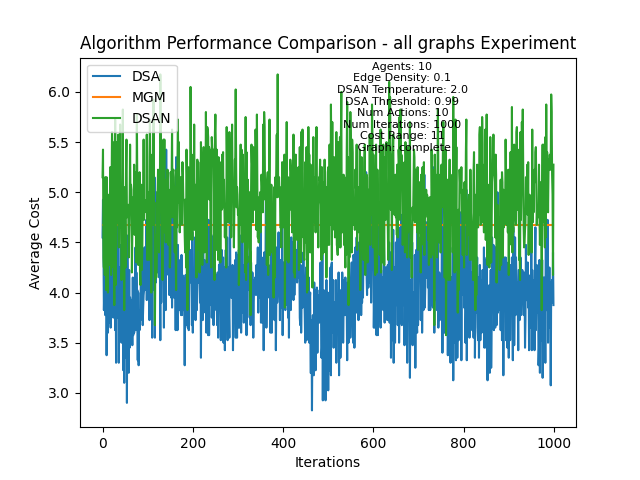 Algorithm Performance Comparison - all graphs Experiment
DSA
MGM
DSAN
Agents: 10
Edge Density: 0.1
DSAN Temperature: 2.0
DSA Threshold: 0.99
Num Actions: 10
Num Iterations: 1000
Cost Range: 11
Graph: complete
Average Cost
6.0
5.5
5.0
4.5
4.0
3.5
3.0
0 200 400 600 800 1000
Iterations